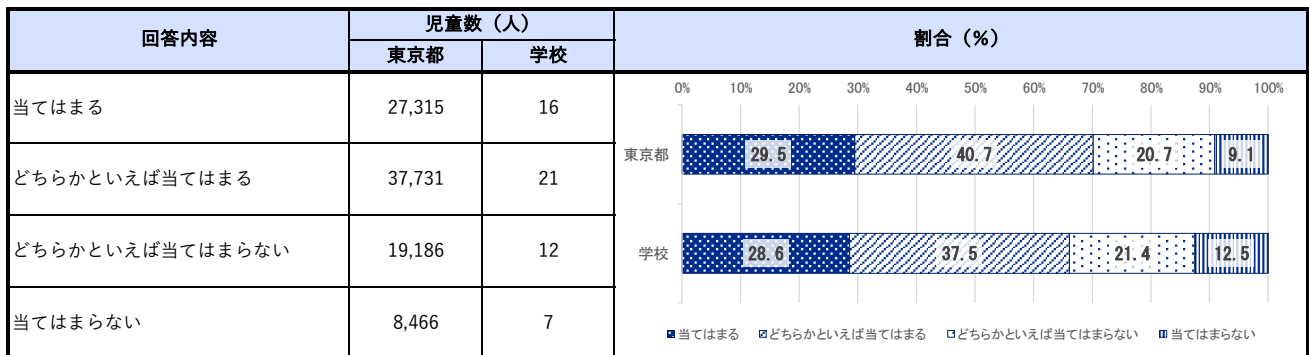 回答内容 児童数（人） 割合（％）
東京都 学校
当てはまる 27,315 16
どちらかといえば当てはまる 37,731 21
どちらかといえば当てはまらない 19,186 12
当てはまらない 8,466 7
0% 10% 20% 30% 40% 50% 60% 70% 80% 90% 100%
東京都 29.5 40.7 20.7 9.1
学校 28.6 37.5 21.4 12.5
当てはまる どちらかといえば当てはまる どちらかといえば当てはまらない 当てはまらない